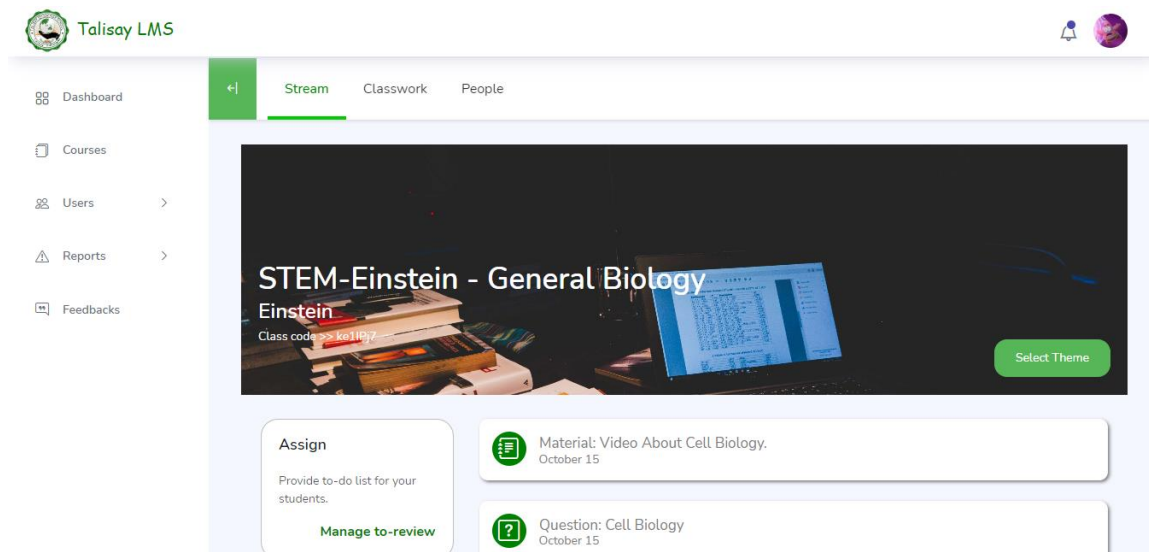 Talisay LMS
Dashboard
Courses
Users
Reports
Feedbacks
Stream
Classwork
People
STEM-Einstein - General Biology
Einstein
Class code >>
Select Theme
Assign
Provide to-do list for your
students.
Manage to-review
Material: Video About Cell Biology.
October 15
Question: Cell Biology
October 15